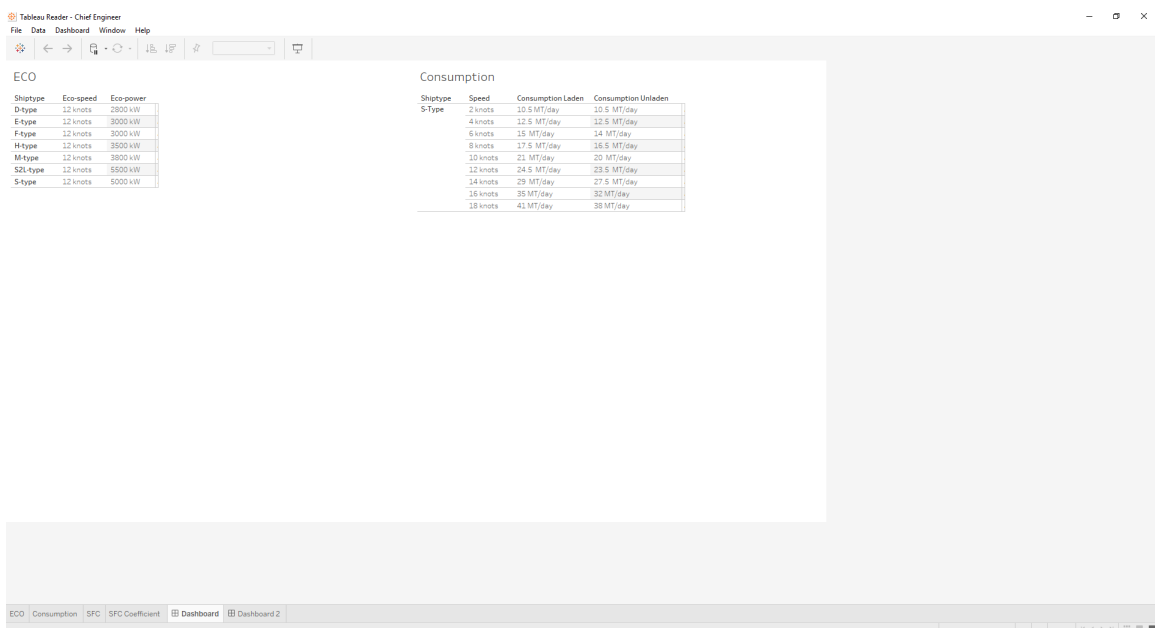 Tableau Reader - Chief Engineer
File Data Dashboard Window Help
ECO
Shiptype Eco-speed Eco-power
D-type 12 knots 2800 kW
E-type 12 knots 3000 kW
F-type 12 knots 3000 kW
H-type 12 knots 3500 kW
M-type 12 knots 3800 kW
S2L-type 12 knots 5500 kW
S-type 12 knots 5000 kW
Consumption
Shiptype Speed Consumption Laden Consumption Unladen
S-Type 2 knots 10.5 MT/day 10.5 MT/day
4 knots 12.5 MT/day 12.5 MT/day
6 knots 15 MT/day 14 MT/day
8 knots 17.5 MT/day 16.5 MT/day
10 knots 21 MT/day 20 MT/day
12 knots 24.5 MT/day 23.5 MT/day
14 knots 29 MT/day 27.5 MT/day
16 knots 35 MT/day 32 MT/day
18 knots 41 MT/day 38 MT/day
ECO Consumption SFC SFC Coefficient Dashboard Dashboard 2